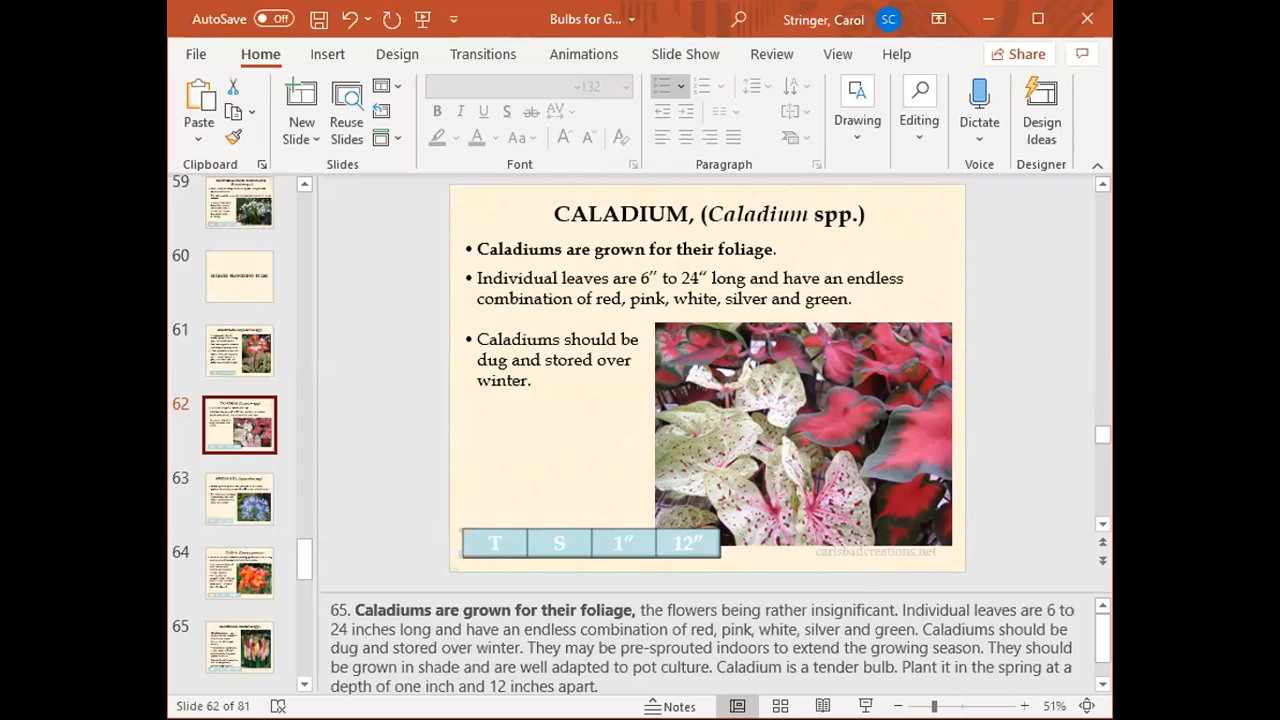 AutoSave Off
Bulbs for G...
Stringer, Carol SC
File Home Insert Design Transitions Animations Slide Show Review View Help Share
Paste
New
Slides
Reuse
Slides
132
B I U S ab AV
Aa A A
Drawing
Editing
Dictate
Design
Ideas
Clipboard Slides Font Paragraph Voice Designer
59
60
61
62
63
64
65
CALADIUM, (Caladium spp.)
• Caladiums are grown for their foliage.
• Individual leaves are 6” to 24“ long and have an endless
combination of red, pink, white, silver and green.
• Caladiums should be
dug and stored over
winter.
T S 1” 12”
carlsbadcreations.net
65. Caladiums are grown for their foliage, the flowers being rather insignificant. Individual leaves are 6 to
24 inches long and have an endless combination of red, pink, white, silver and green. Caladiums should be
dug and stored over winter. They may be pre-sprouted indoors to extend the growing season. They should
be grown in shade and are well adapted to pot culture. Caladium is a tender bulb. Plant it in the spring at a
depth of one inch and 12 inches apart.
Slide 62 of 81
Notes
51%